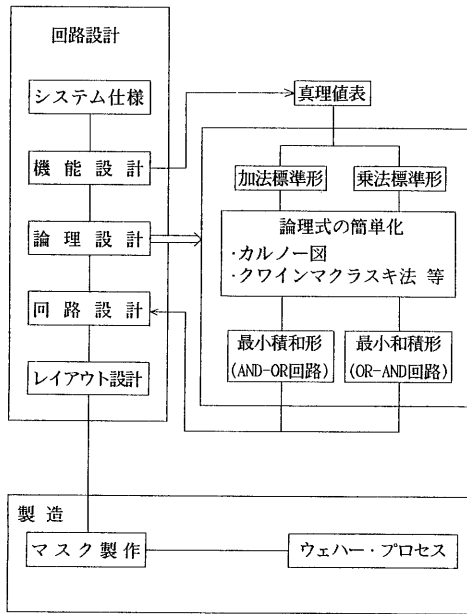 回路設計
システム仕様
機能設計
論理設計
回路設計
レイアウト設計
真理値表
加法標準形
乗法標準形
論理式の簡単化
・カルノー図
・クワインマクラスキ法 等
最小積和形
(AND-OR回路)
最小和積形
(OR-AND回路)
製造
マスク製作
ウェハー・プロセス